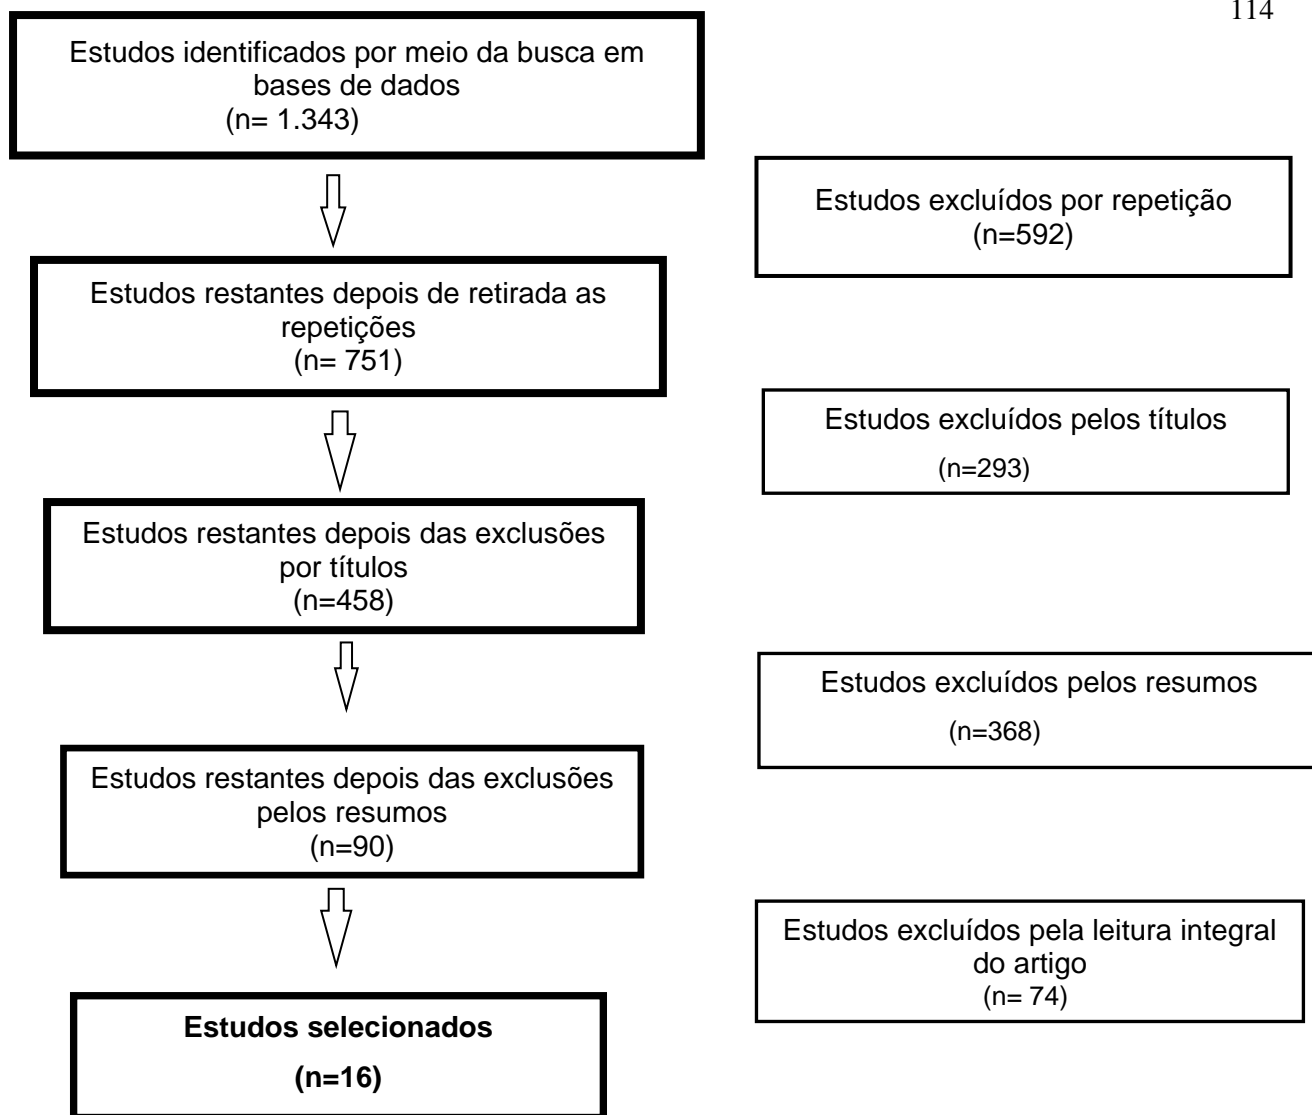 114
Estudos identificados por meio da busca em
bases de dados
(n= 1.343)
Estudos excluídos por repetição
(n=592)
Estudos restantes depois de retirada as
repetições
(n= 751)
Estudos excluídos pelos títulos
(n=293)
Estudos restantes depois das exclusões
por títulos
(n=458)
Estudos excluídos pelos resumos
(n=368)
Estudos restantes depois das exclusões
pelos resumos
(n=90)
Estudos excluídos pela leitura integral
do artigo
(n= 74)
Estudos selecionados
(n=16)